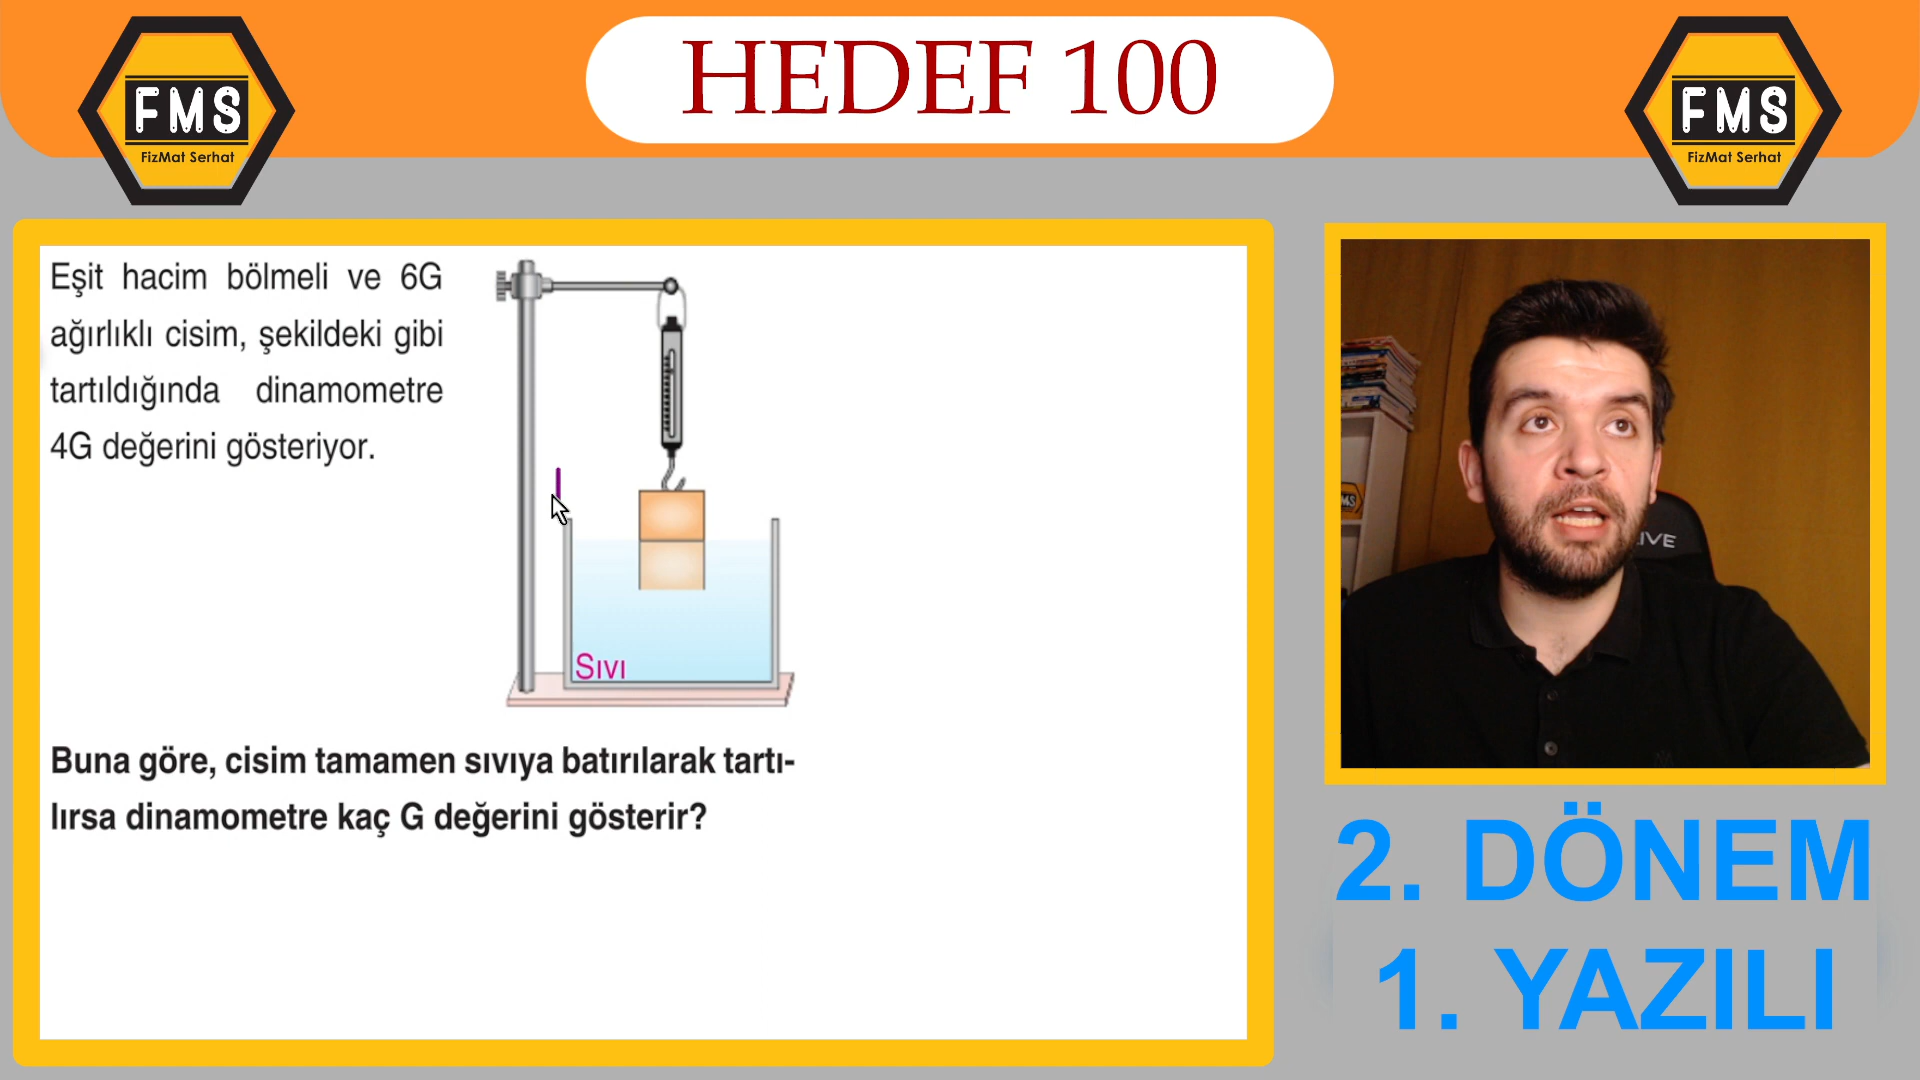 HEDEF 100
FMS
FizMat Serhat
FMS
FizMat Serhat
Eşit hacim bölmeli ve 6G
ağırlıklı cisim, şekildeki gibi
tartıldığında dinamometre
4G değerini gösteriyor.
Sıvı
Buna göre, cisim tamamen sıvıya batırılarak tartı-
lırsa dinamometre kaç G değerini gösterir?
MS
IVE
2. DÖNEM
1. YAZILI